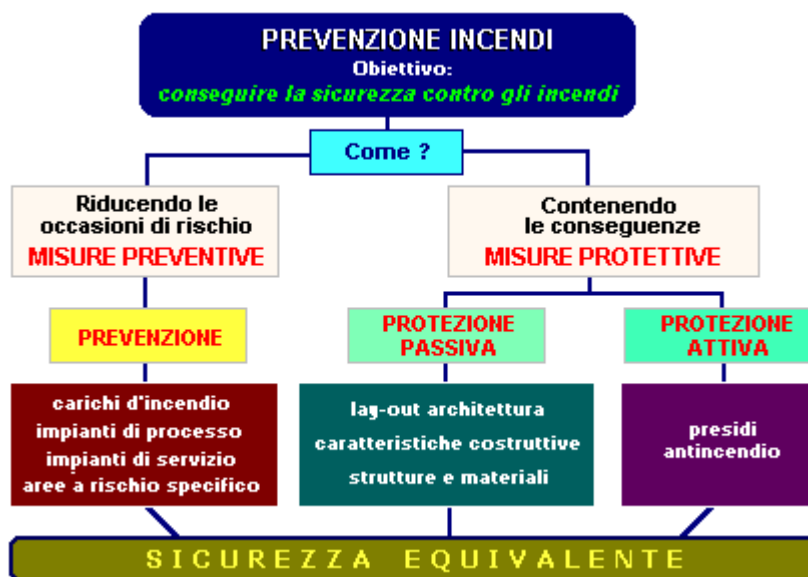 PREVENZIONE INCENDI
Obiettivo:
conseguire la sicurezza contro gli incendi
Come ?
Riducendo le
occasioni di rischio
MISURE PREVENTIVE
Contenendo
le conseguenze
MISURE PROTETTIVE
PREVENZIONE
PROTEZIONE
PASSIVA
PROTEZIONE
ATTIVA
carichi d'incendio
impianti di processo
impianti di servizio
aree a rischio specifico
lay-out architettura
caratteristiche costruttive
strutture e materiali
presidi
antincendio
SICUREZZA EQUIVALENTE